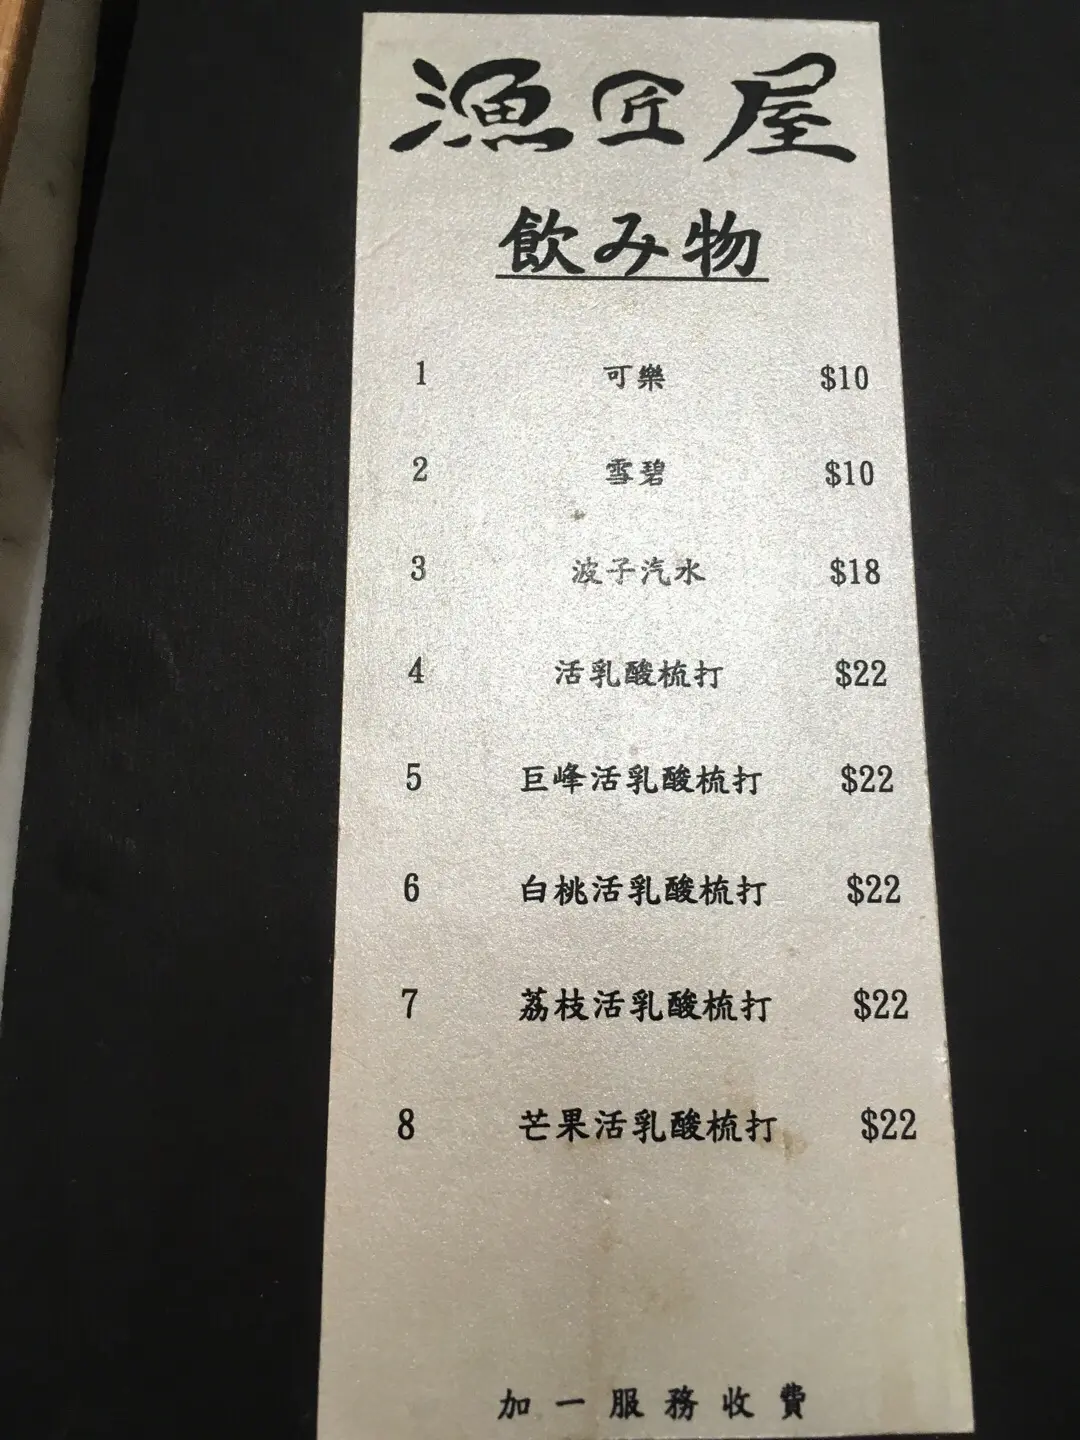 漁匠屋
飲み物
1 可樂 $10
2 雪碧 $10
3 波子汽水 $18
4 活乳酸梳打 $22
5 巨峰活乳酸梳打 $22
6 白桃活乳酸梳打 $22
7 荔枝活乳酸梳打 $22
8 芒果活乳酸梳打 $22
加一服務收費